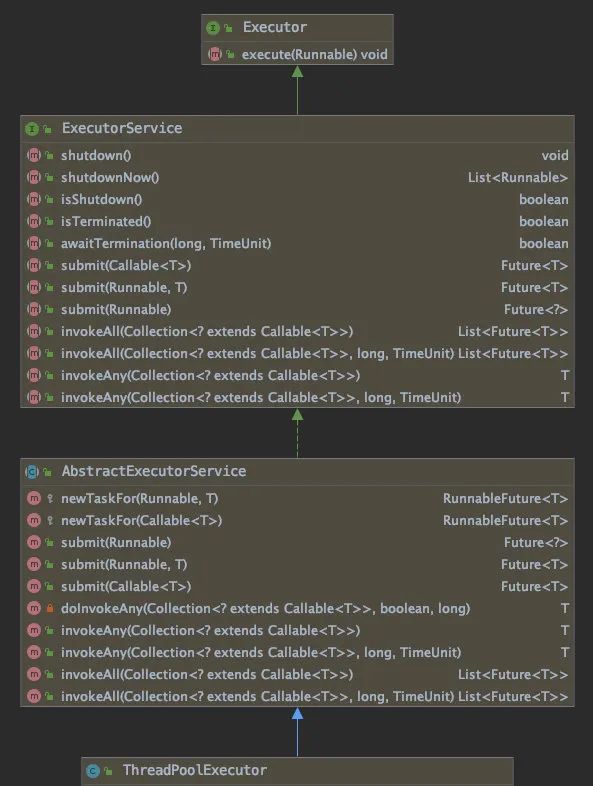 Executor
execute(Runnable) void
ExecutorService
shutdown() void
shutdownNow() List<Runnable>
isShutdown() boolean
isTerminated() boolean
awaitTermination(long, TimeUnit) boolean
submit(Callable<T>) Future<T>
submit(Runnable, T) Future<T>
submit(Runnable) Future<?>
invokeAll(Collection<? extends Callable<T>>) List<Future<T>>
invokeAll(Collection<? extends Callable<T>>, long, TimeUnit) List<Future<T>>
invokeAny(Collection<? extends Callable<T>>) T
invokeAny(Collection<? extends Callable<T>>, long, TimeUnit) T
AbstractExecutorService
newTaskFor(Runnable, T) RunnableFuture<T>
newTaskFor(Callable<T>) RunnableFuture<T>
submit(Runnable) Future<?>
submit(Runnable, T) Future<T>
submit(Callable<T>) Future<T>
doInvokeAny(Collection<? extends Callable<T>>, boolean, long) T
invokeAny(Collection<? extends Callable<T>>) T
invokeAny(Collection<? extends Callable<T>>, long, TimeUnit) T
invokeAll(Collection<? extends Callable<T>>) List<Future<T>>
invokeAll(Collection<? extends Callable<T>>, long, TimeUnit) List<Future<T>>
ThreadPoolExecutor